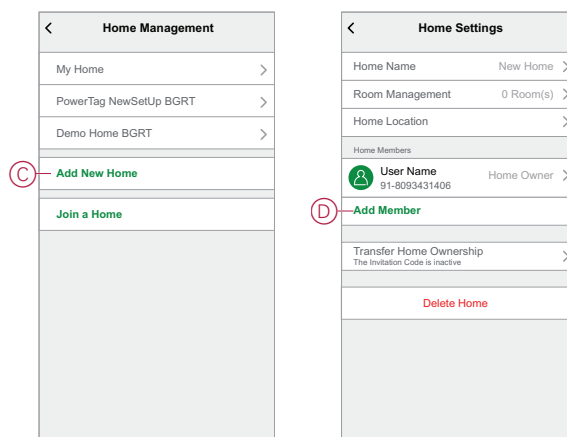 Home Management
My Home
PowerTag NewSetUp BGRT
Demo Home BGRT
C
Add New Home
Join a Home
Home Settings
Home Name New Home
Room Management 0 Room(s)
Home Location
Home Members
User Name
91-8093431406
Home Owner
D
Add Member
Transfer Home Ownership
The Invitation Code is inactive
Delete Home